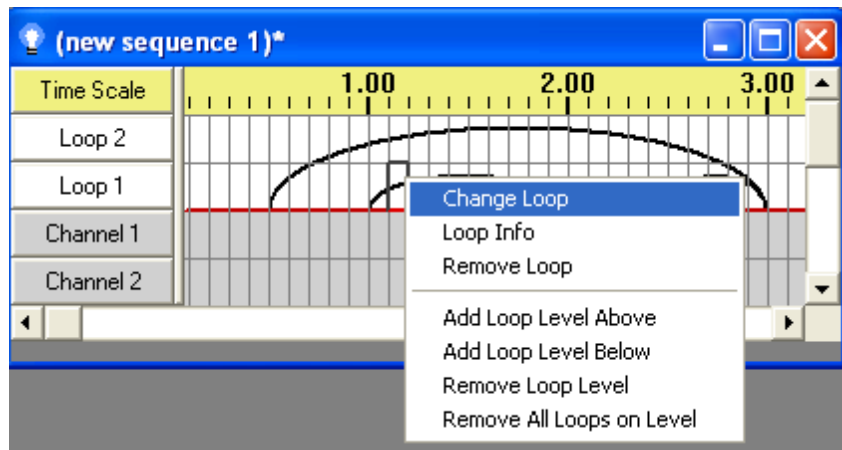 (new sequence 1)*
Time Scale 1.00 2.00 3.00
Loop 2
Loop 1
Channel 1
Channel 2
Change Loop
Loop Info
Remove Loop
Add Loop Level Above
Add Loop Level Below
Remove Loop Level
Remove All Loops on Level